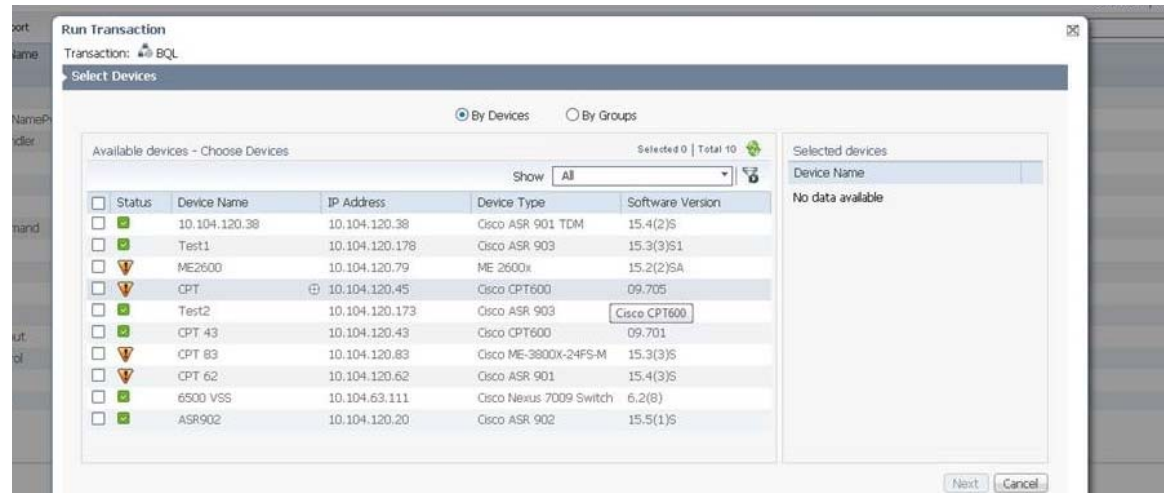 port
Run Transaction
Name
Transaction: BQL
Select Devices
By Devices By Groups
NameP
ndler
Available devices - Choose Devices Selected 0 | Total 10 Selected devices
Show All Device Name
Status Device Name IP Address Device Type Software Version No data available
10.104.120.38 10.104.120.38 Cisco ASR 901 TDM 15.4(2)S
mand
Test1 10.104.120.178 Cisco ASR 903 15.3(3)S1
ME2600 10.104.120.79 ME 2600x 15.2(2)SA
CPT 10.104.120.45 Cisco CPT600 09.705
Test2 10.104.120.173 Cisco ASR 903 Cisco CPT600
ut
CPT 43 10.104.120.43 Cisco CPT600 09.701
ol
CPT 83 10.104.120.83 Cisco ME-3800X-24FS-M 15.3(3)S
CPT 62 10.104.120.62 Cisco ASR 901 15.4(3)S
6500 VSS 10.104.63.111 Cisco Nexus 7009 Switch 6.2(8)
ASR902 10.104.120.20 Cisco ASR 902 15.5(1)S
Next Cancel